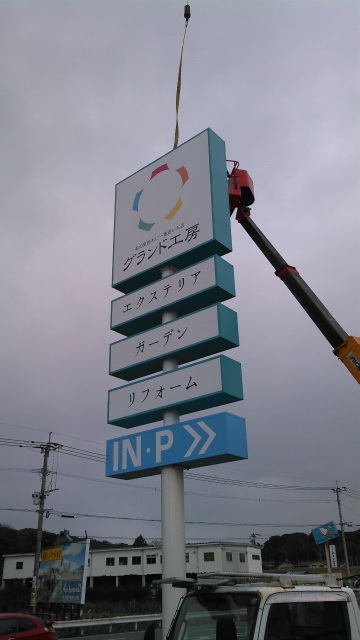 グランド工房
エクステリア
ガーデン
リフォーム
IN・P